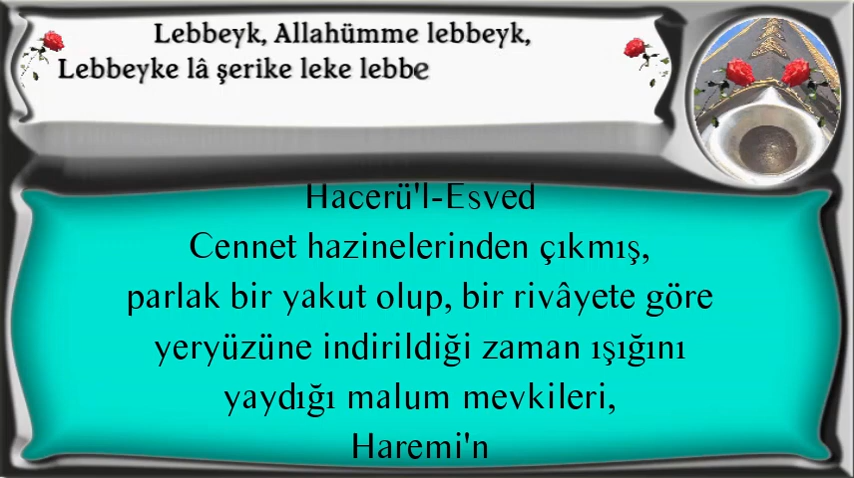 Lebbeyk, Allahümme lebbeyk,
Lebbeyke lâ şerike leke lebbe
Hacerü'l-Esved
Cennet hazinelerinden çıkmış,
parlak bir yakut olup, bir rivâyete göre
yeryüzüne indirildiği zaman ışığını
yaydığı malum mevkileri,
Haremi'n